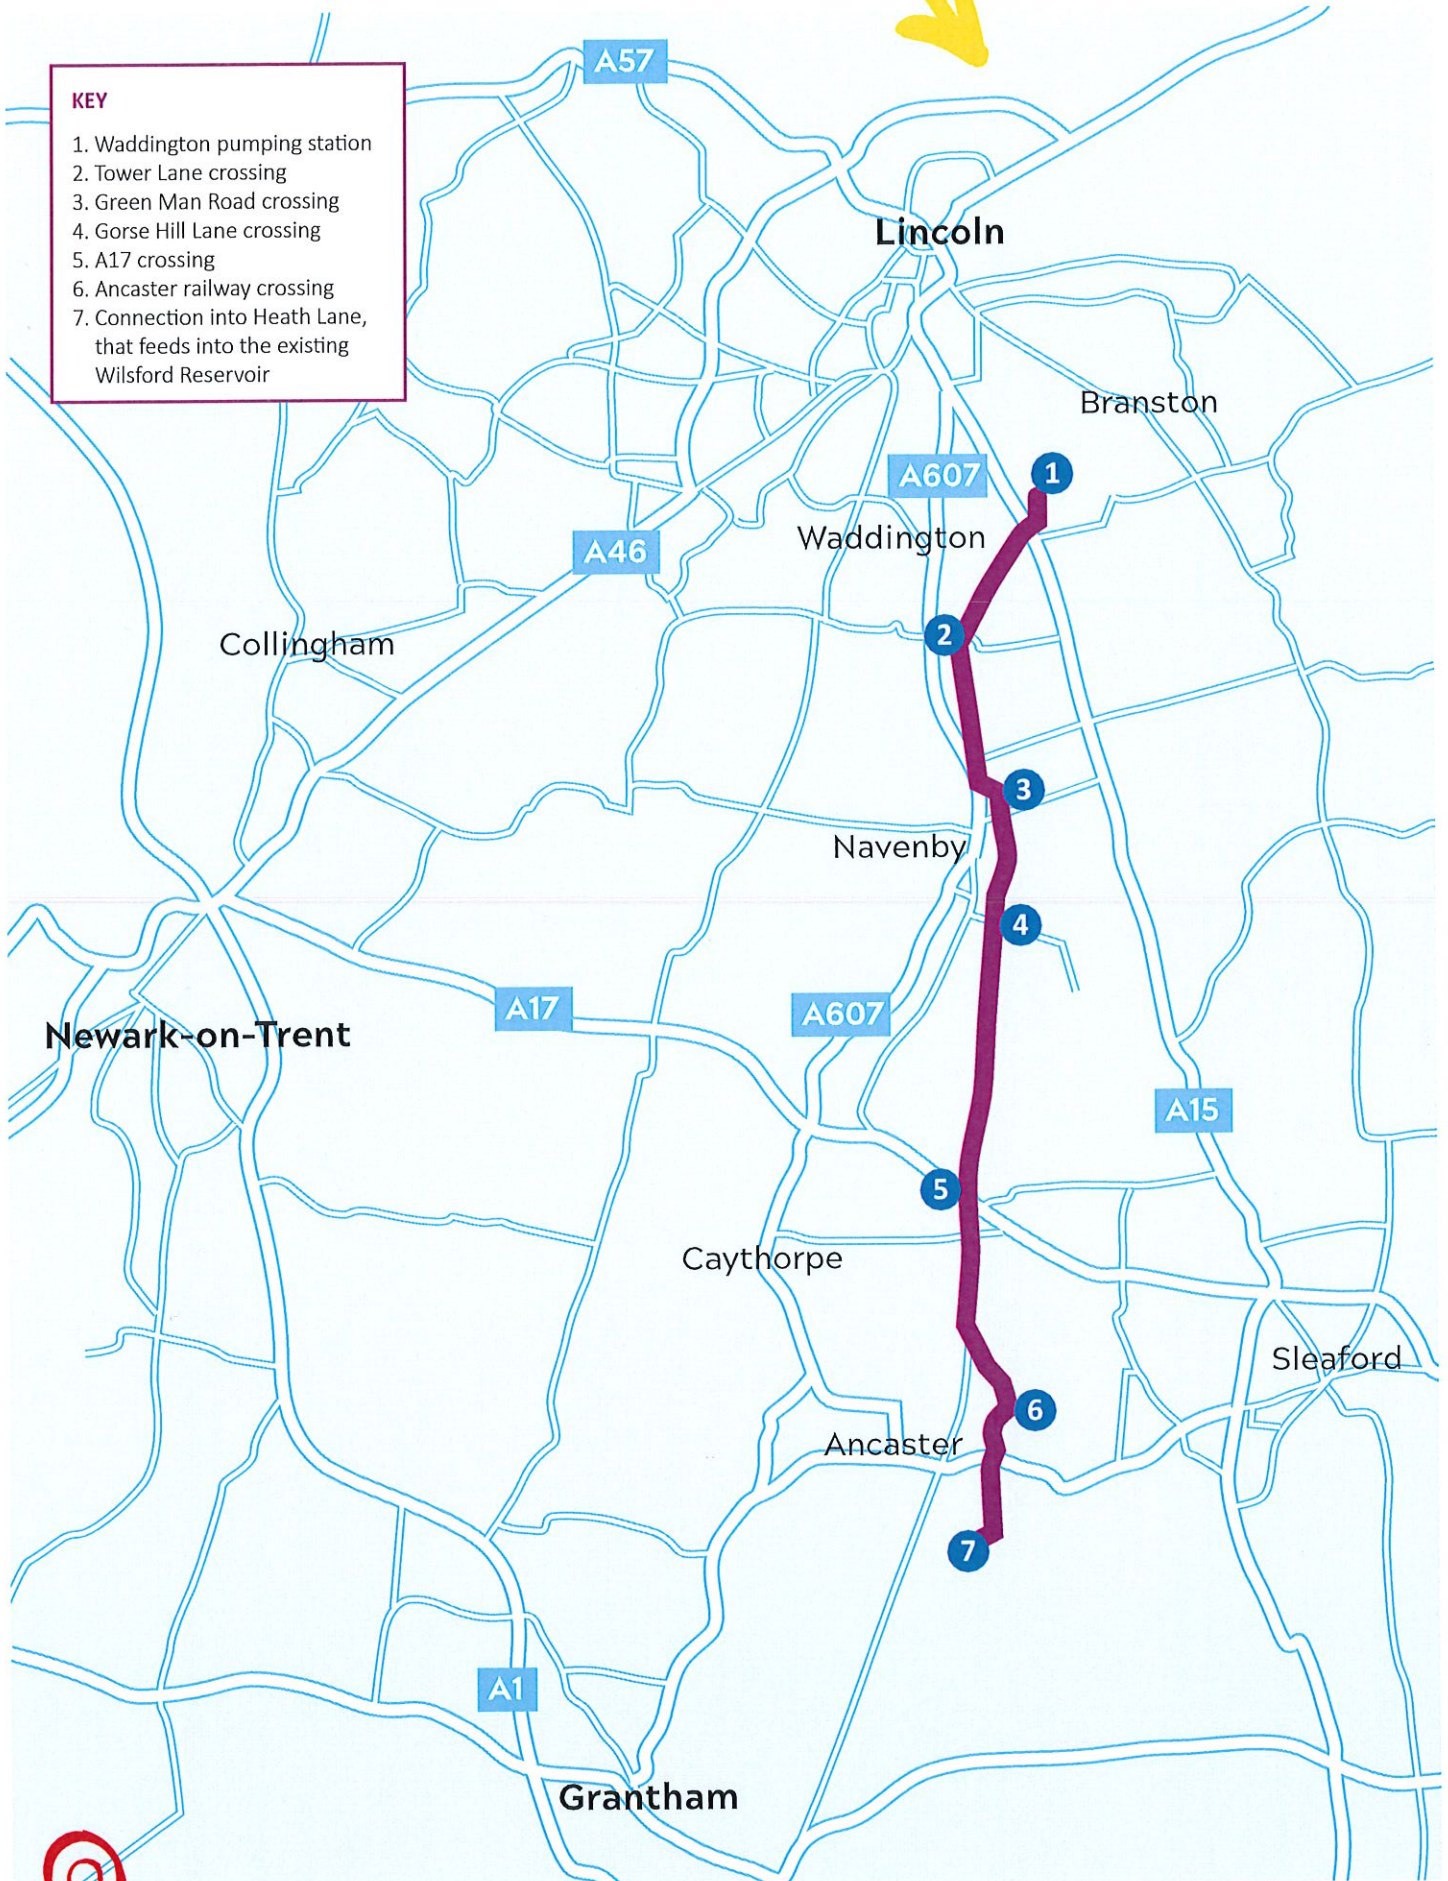 A57
KEY
1. Waddington pumping station
2. Tower Lane crossing
3. Green Man Road crossing
4. Gorse Hill Lane crossing
5. A17 crossing
6. Ancaster railway crossing
7. Connection into Heath Lane,
that feeds into the existing
Wilsford Reservoir
Lincoln
Branston
A607
1
Waddington
A46
2
Collingham
3
Navenby
4
A17
A607
Newark-on-Trent
A15
5
Caythorpe
Sleaford
6
Ancaster
7
A1
Grantham